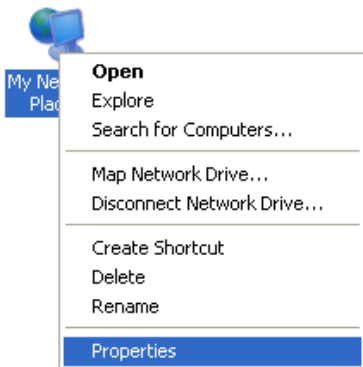 My Ne
Plac
Open
Explore
Search for Computers...
Map Network Drive...
Disconnect Network Drive...
Create Shortcut
Delete
Rename
Properties